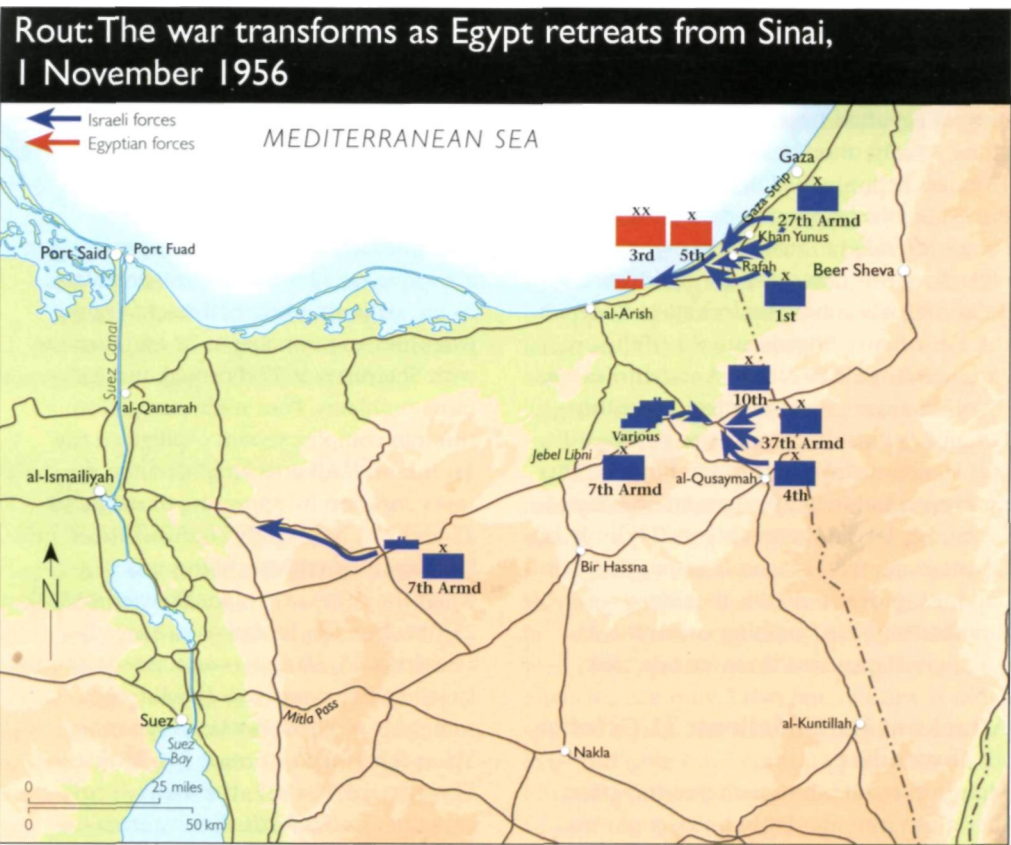 Rout: The war transforms as Egypt retreats from Sinai,
1 November 1956
Israeli forces
Egyptian forces
MEDITERRANEAN SEA
Gaza
Gaza Strip
x
27th Armd
Khan Yunus
xx
3rd
x
5th
Rafah
Beer Sheva
x
1st
Port Said
Port Fuad
al-Arish
Suez Canal
al-Qantarah
x
10th
x
37th Armd
Various
Jebel Libni
x
7th Armd
al-Qusaymah
x
4th
al-Ismailiyah
II
x
7th Armd
Bir Hassna
N
Mitla Pass
Suez
Suez
Bay
al-Kuntillah
Nakla
0 25 miles
0 50 km